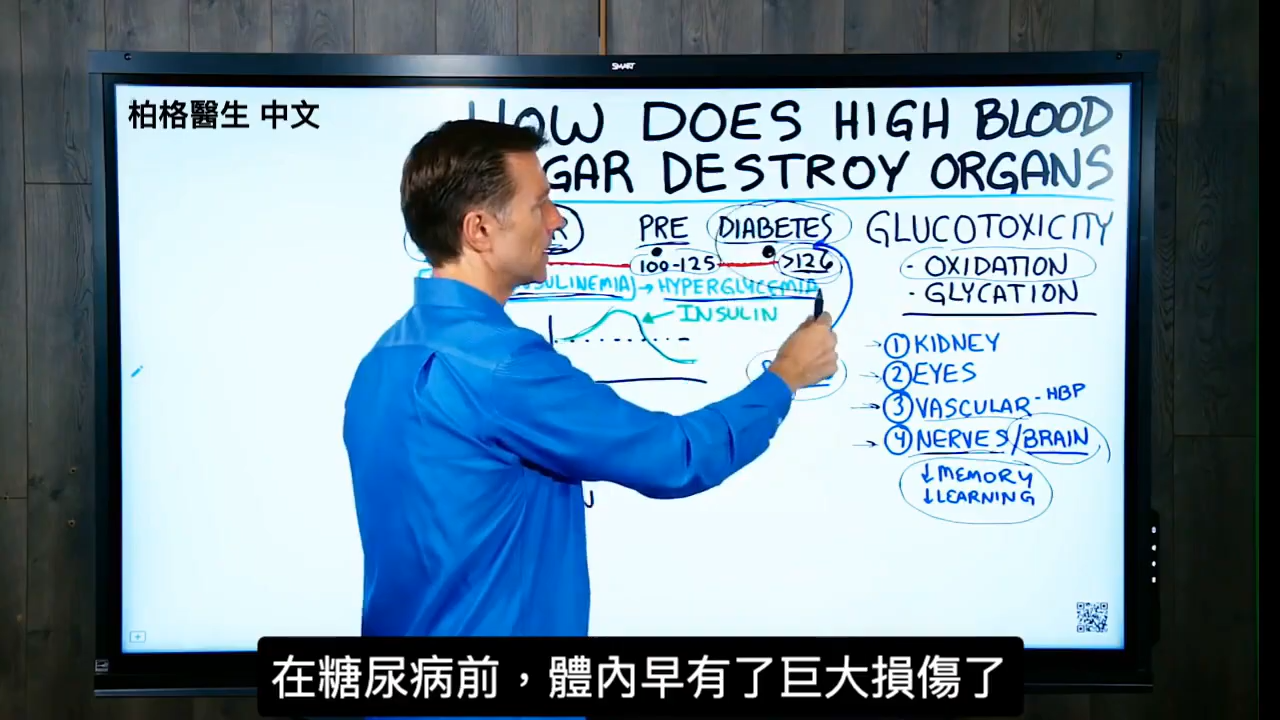 SMART
柏格醫生 中文
HOW DOES HIGH BLOOD
GAR DESTROY ORGANS
PRE DIABETES
100-125 >126
SULINEMIA → HYPERGLYCEMIA
← INSULIN
GLUCOTOXICITY
- OXIDATION
- GLYCATION
→ ① KIDNEY
→ ② EYES
→ ③ VASCULAR - HBP
→ ④ NERVES/BRAIN
↓ MEMORY
↓ LEARNING
在糖尿病前，體內早有了巨大損傷了